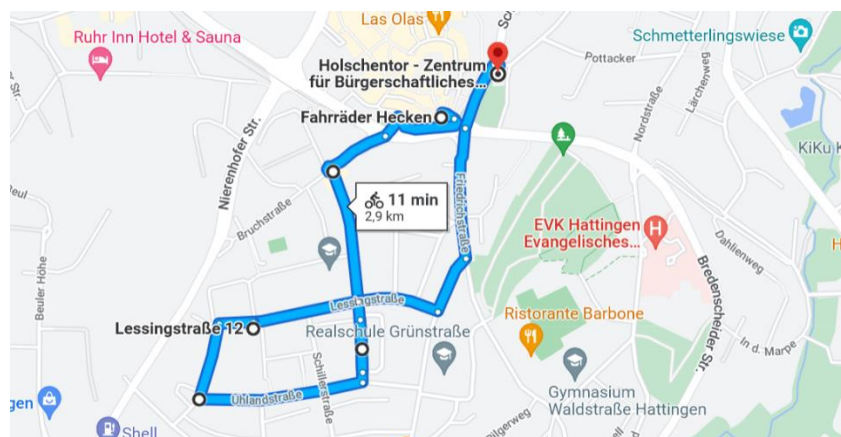 Las Olas
Ruhr Inn Hotel & Sauna
Schmetterlingswiese
Pottacker
Lärchenweg
Holschentor - Zentrum
für Bürgerschaftliches...
Fahrräder Hecken
Nordstraße
KiKu K
Nierenhofer Str.
Friedrichstraße
11 min
2,9 km
Bruchstraße
EVK Hattingen
Evangelisches...
Dahlienweg
Beuler Höhe
Bredenscheider Str.
Lessingstraße
Lessingstraße 12
Realschule Grünstraße
Ristorante Barbone
In d. Marpe
Schillerstraße
Uhlandstraße
Gymnasium
Waldstraße Hattingen
gen
Shell